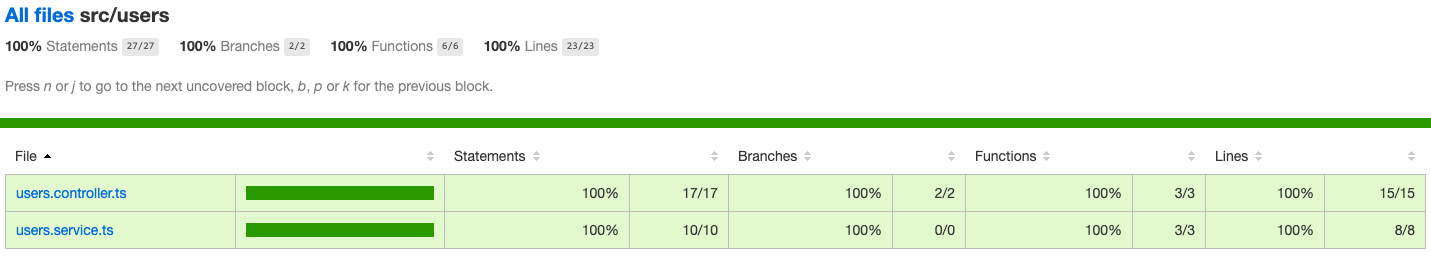 All files src/users
100% Statements 27/27 100% Branches 2/2 100% Functions 6/6 100% Lines 23/23
Press n or j to go to the next uncovered block, b, p or k for the previous block.
File Statements Branches Functions Lines
users.controller.ts 100% 17/17 100% 2/2 100% 3/3 100% 15/15
users.service.ts 100% 10/10 100% 0/0 100% 3/3 100% 8/8